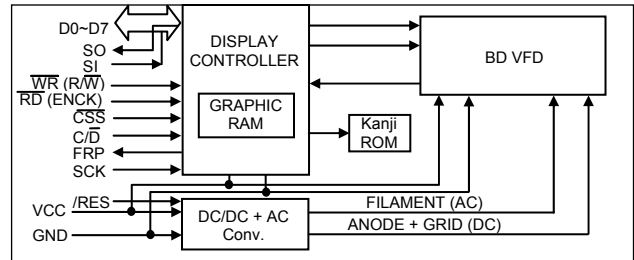 D0~D7
SO
SI
WR (R/W)
RD (ENCK)
CSS
C/D
FRP
SCK
DISPLAY
CONTROLLER
GRAPHIC
RAM
Kanji
ROM
BD VFD
/RES
VCC
GND
DC/DC + AC
Conv.
FILAMENT (AC)
ANODE + GRID (DC)